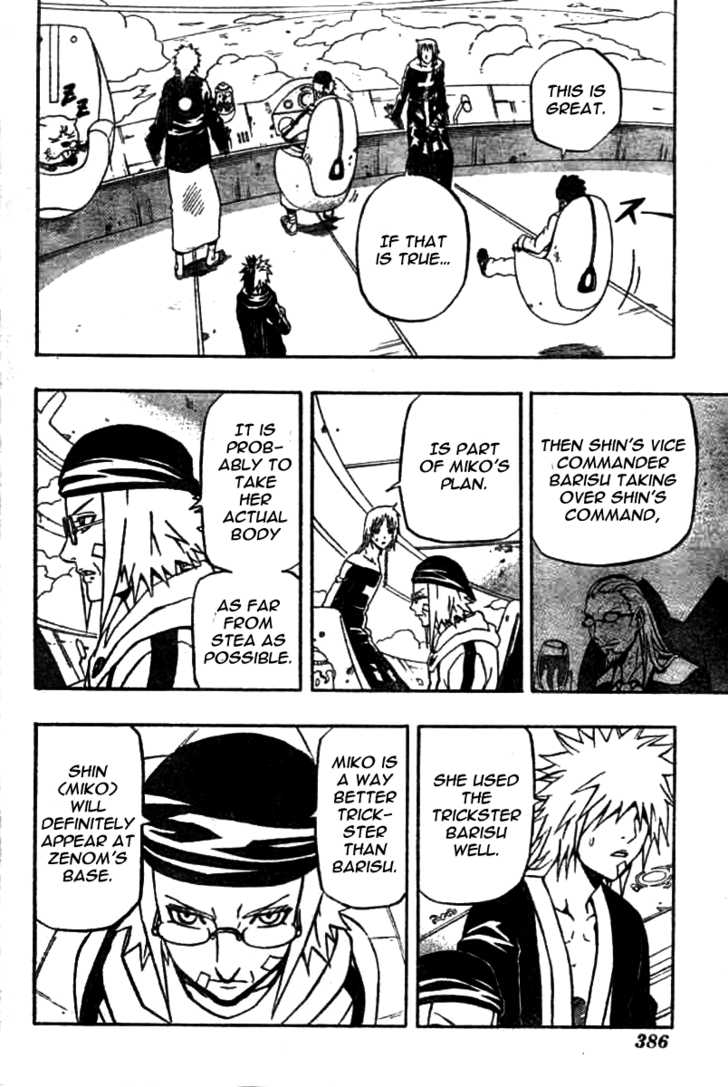 THIS IS
GREAT.
IF THAT
IS TRUE...
Z
Z
Z
スー
THEN SHIN'S VICE
COMMANDER
BARISU TAKING
OVER SHIN'S
COMMAND,
IS PART
OF MIKO'S
PLAN.
IT IS
PROB-
ABLY TO
TAKE
HER
ACTUAL
BODY
AS FAR
FROM
STEA AS
POSSIBLE.
SHE USED
THE
TRICKSTER
BARISU
WELL.
MIKO IS
A WAY
BETTER
TRICK-
STER
THAN
BARISU.
SHIN
(MIKO)
WILL
DEFINITELY
APPEAR AT
ZENOM'S
BASE.
386